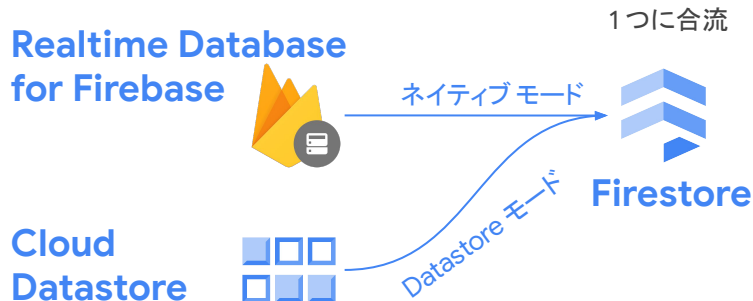 1つに合流
Realtime Database
for Firebase
ネイティブ モード
Firestore
Datastore モード
Cloud
Datastore